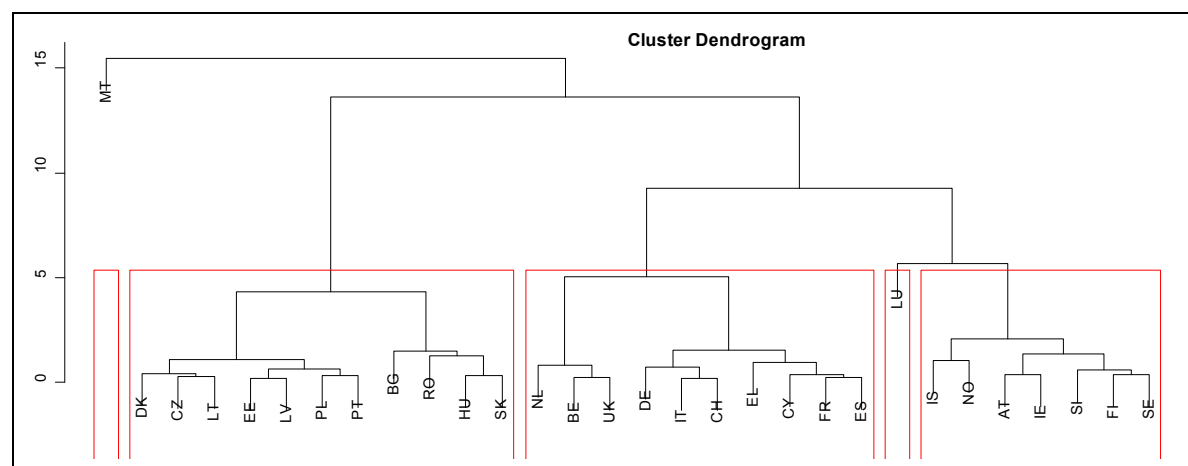 Cluster Dendrogram
15
10
5
0
MT
DK
CZ
LT
EE
LV
PL
PT
BG
RO
HU
SK
NL
BE
UK
DE
IT
CH
EL
CY
FR
ES
LU
IS
NO
AT
IE
SI
FI
SE